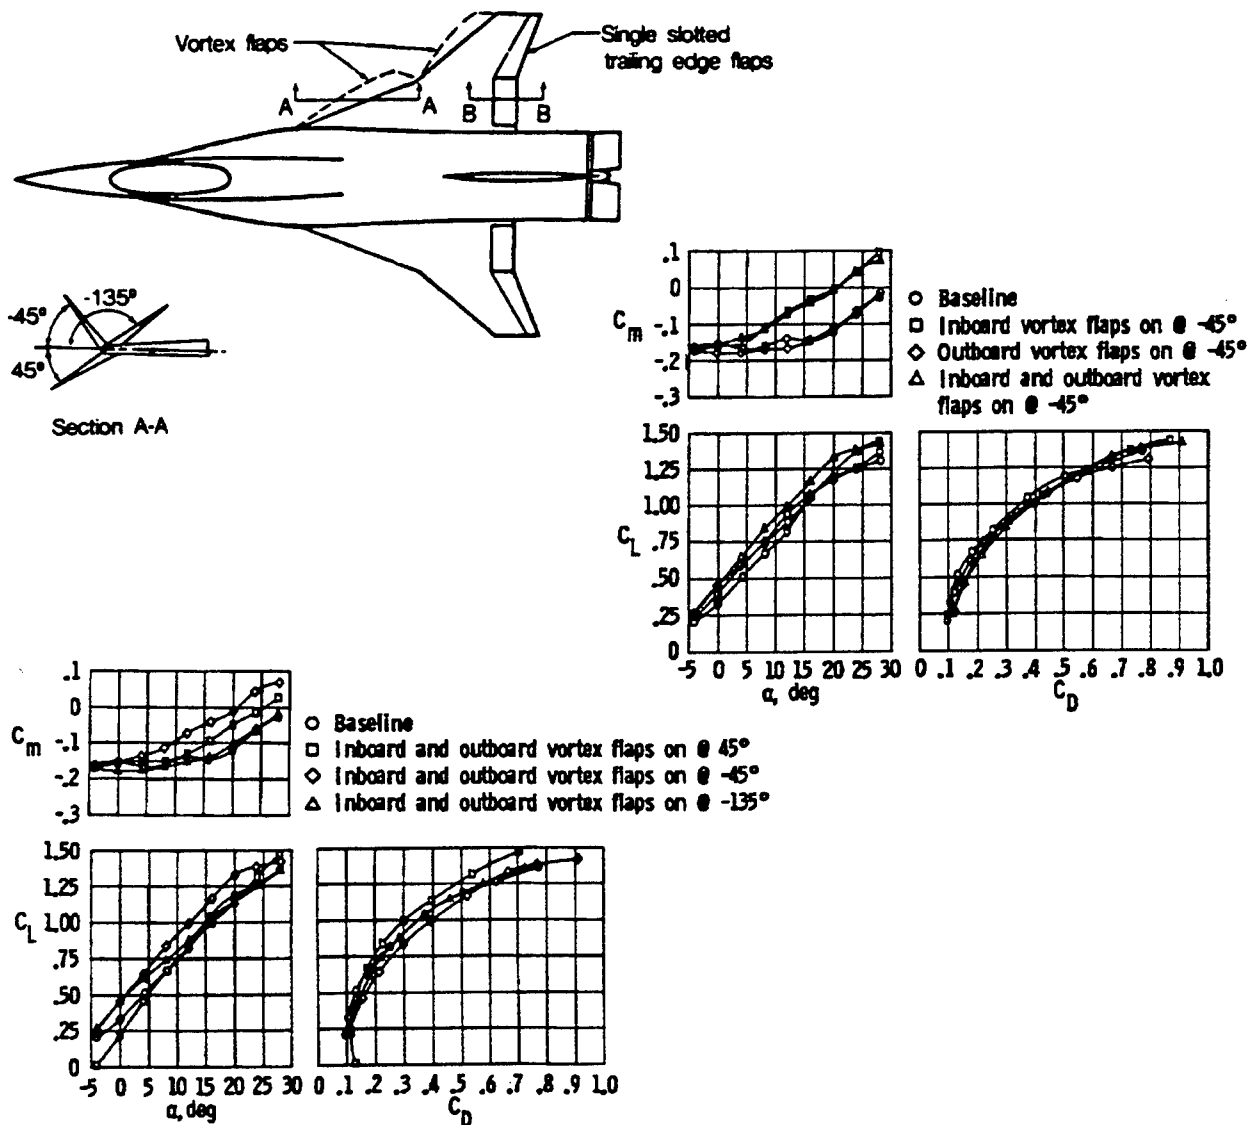 Vortex flaps
Single slotted
trailing edge flaps
A
A
B
B
-45°
-135°
45°
Section A-A
.1
0
-.1
-.2
-.3
C_m
○ Baseline
□ Inboard vortex flaps on @ -45°
◇ Outboard vortex flaps on @ -45°
△ Inboard and outboard vortex
flaps on @ -45°
1.50
1.25
1.00
.75
.50
.25
0
C_L
-5 0 5 10 15 20 25 30
α, deg
0 .1 .2 .3 .4 .5 .6 .7 .8 .9 1.0
C_D
.1
0
-.1
-.2
-.3
C_m
○ Baseline
□ Inboard and outboard vortex flaps on @ 45°
◇ Inboard and outboard vortex flaps on @ -45°
△ Inboard and outboard vortex flaps on @ -135°
1.50
1.25
1.00
.75
.50
.25
0
C_L
-5 0 5 10 15 20 25 30
α, deg
0 .1 .2 .3 .4 .5 .6 .7 .8 .9 1.0
C_D